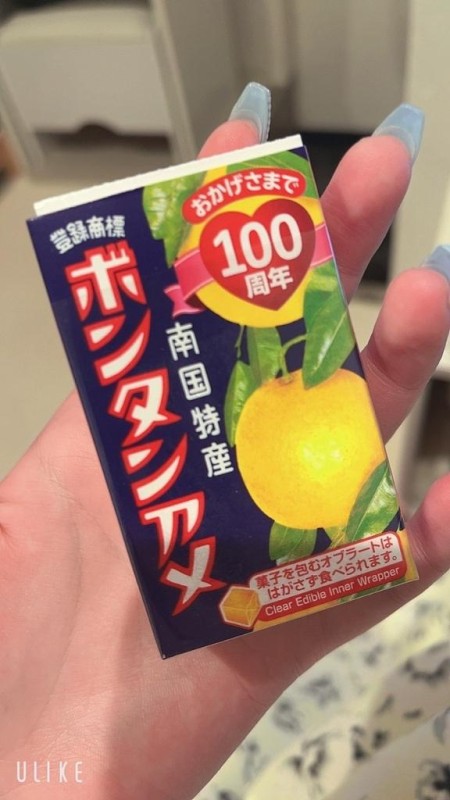 おかげさまで
100
周年
登録商標
ボンタンアメ
南国特産
菓子を包むオブラートは
はがさず食べられます。
Clear Edible Inner Wrapper
ULIKE